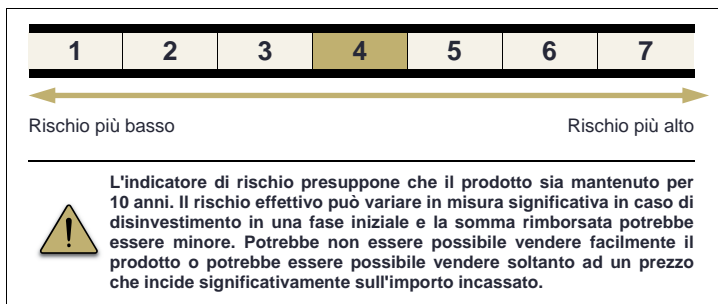 1 2 3 4 5 6 7
Rischio più basso Rischio più alto
L'indicatore di rischio presuppone che il prodotto sia mantenuto per
10 anni. Il rischio effettivo può variare in misura significativa in caso di
disinvestimento in una fase iniziale e la somma rimborsata potrebbe
essere minore. Potrebbe non essere possibile vendere facilmente il
prodotto o potrebbe essere possibile vendere soltanto ad un prezzo
che incide significativamente sull'importo incassato.